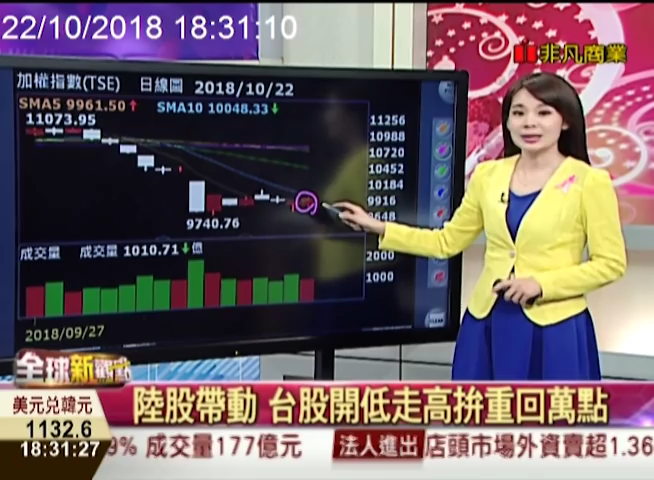 22/10/2018 18:31:10
非凡商業
加權指數(TSE) 日線圖 2018/10/22
SMA5 9961.50↑ SMA10 10048.33↓
11073.95
11256
10988
10720
10452
10184
9916
9648
9740.76
成交量 成交量 1010.71↓億
2000
1000
2018/09/27
CLEAR
全球新觀點
陸股帶動 台股開低走高拚重回萬點
美元兌韓元
1132.6
18:31:27
9% 成交量177億元 法人進出 店頭市場外資賣超1.36